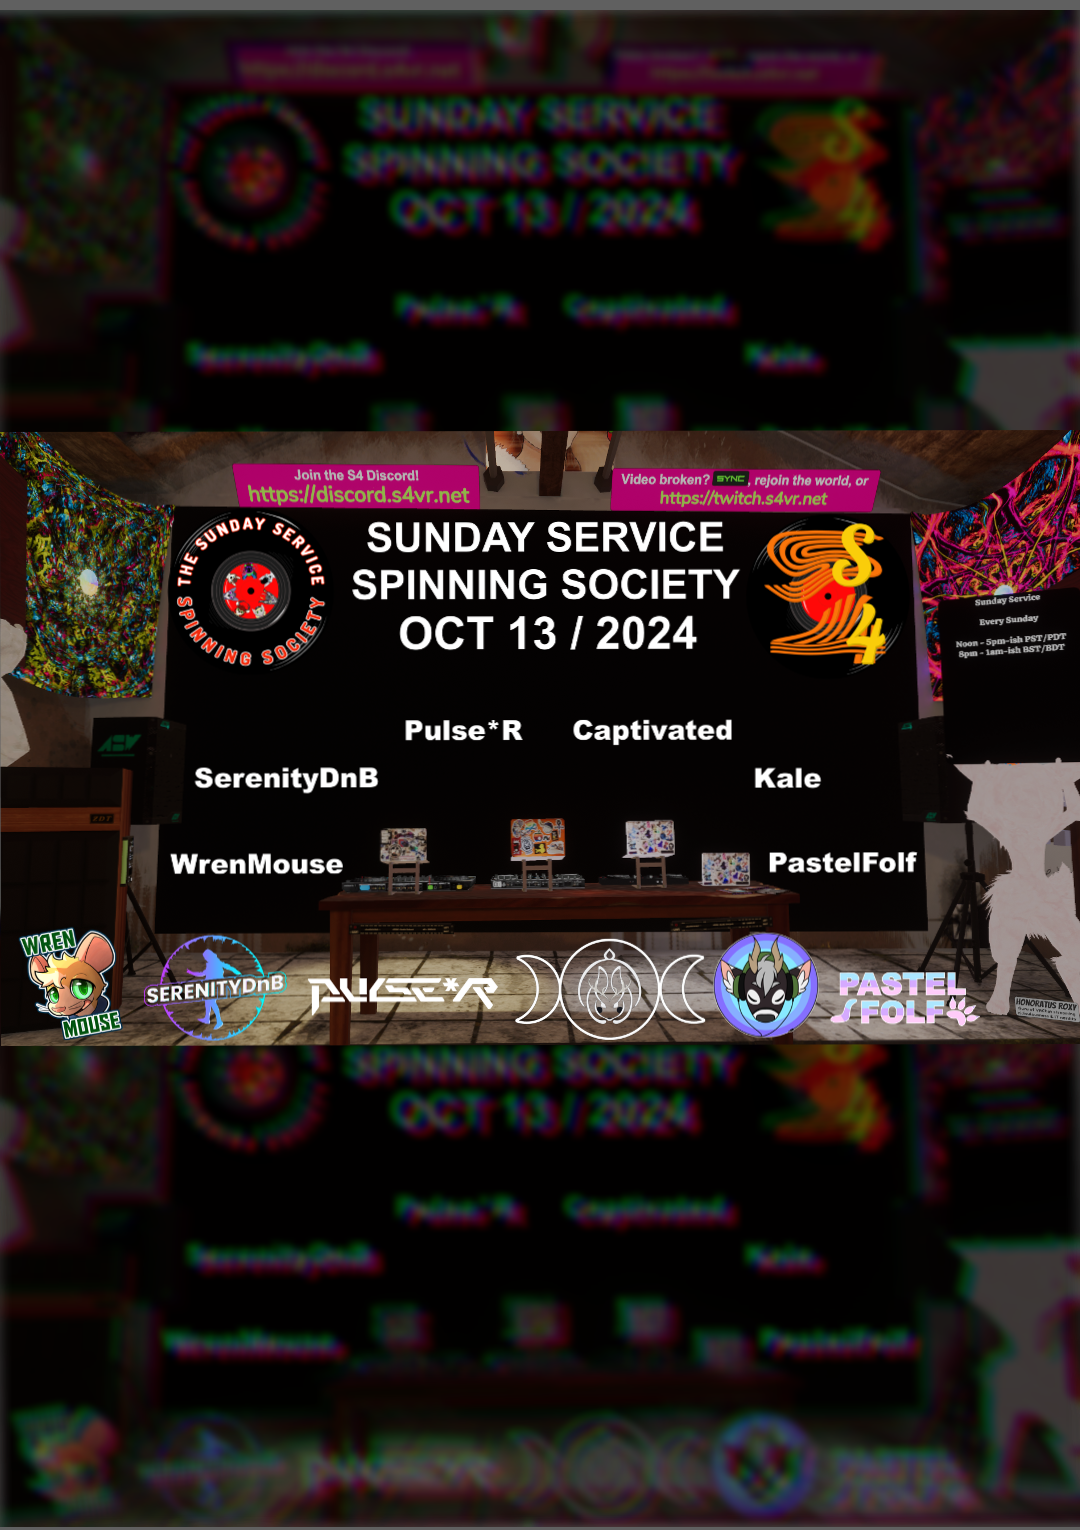 Join the S4 Discord!
https://discord.s4vr.net
Video broken? SYNC, rejoin the world, or
https://twitch.s4vr.net
THE SUNDAY SERVICE
SPINNING SOCIETY
SUNDAY SERVICE
SPINNING SOCIETY
OCT 13 / 2024
S4
Sunday Service
Every Sunday
Noon - 5pm-ish PST/PDT
8pm - 1am-ish BST/BDT
Pulse*R
Captivated
SerenityDnB
Kale
WrenMouse
PastelFolf
WREN
MOUSE
SERENITYDnB
PULSE*R
PASTEL
FOLF
HONORATUS ROXY